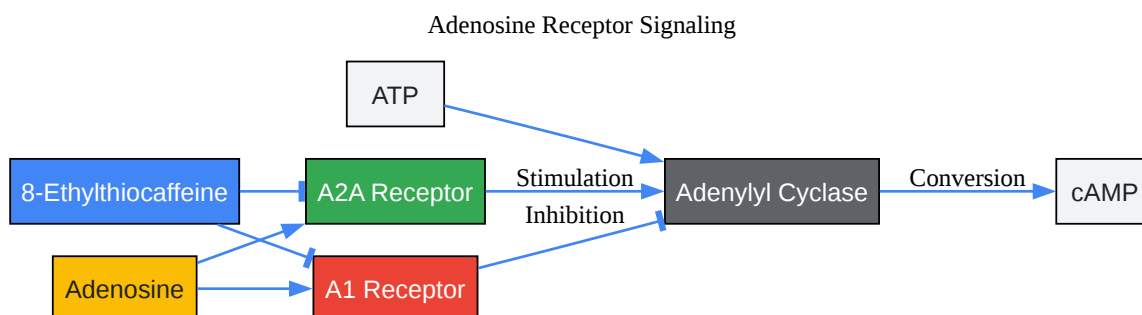 Adenosine Receptor Signaling
ATP
8-Ethylthiocaffeine
A2A Receptor
Stimulation
Adenylyl Cyclase
Conversion
cAMP
Inhibition
Adenosine
A1 Receptor